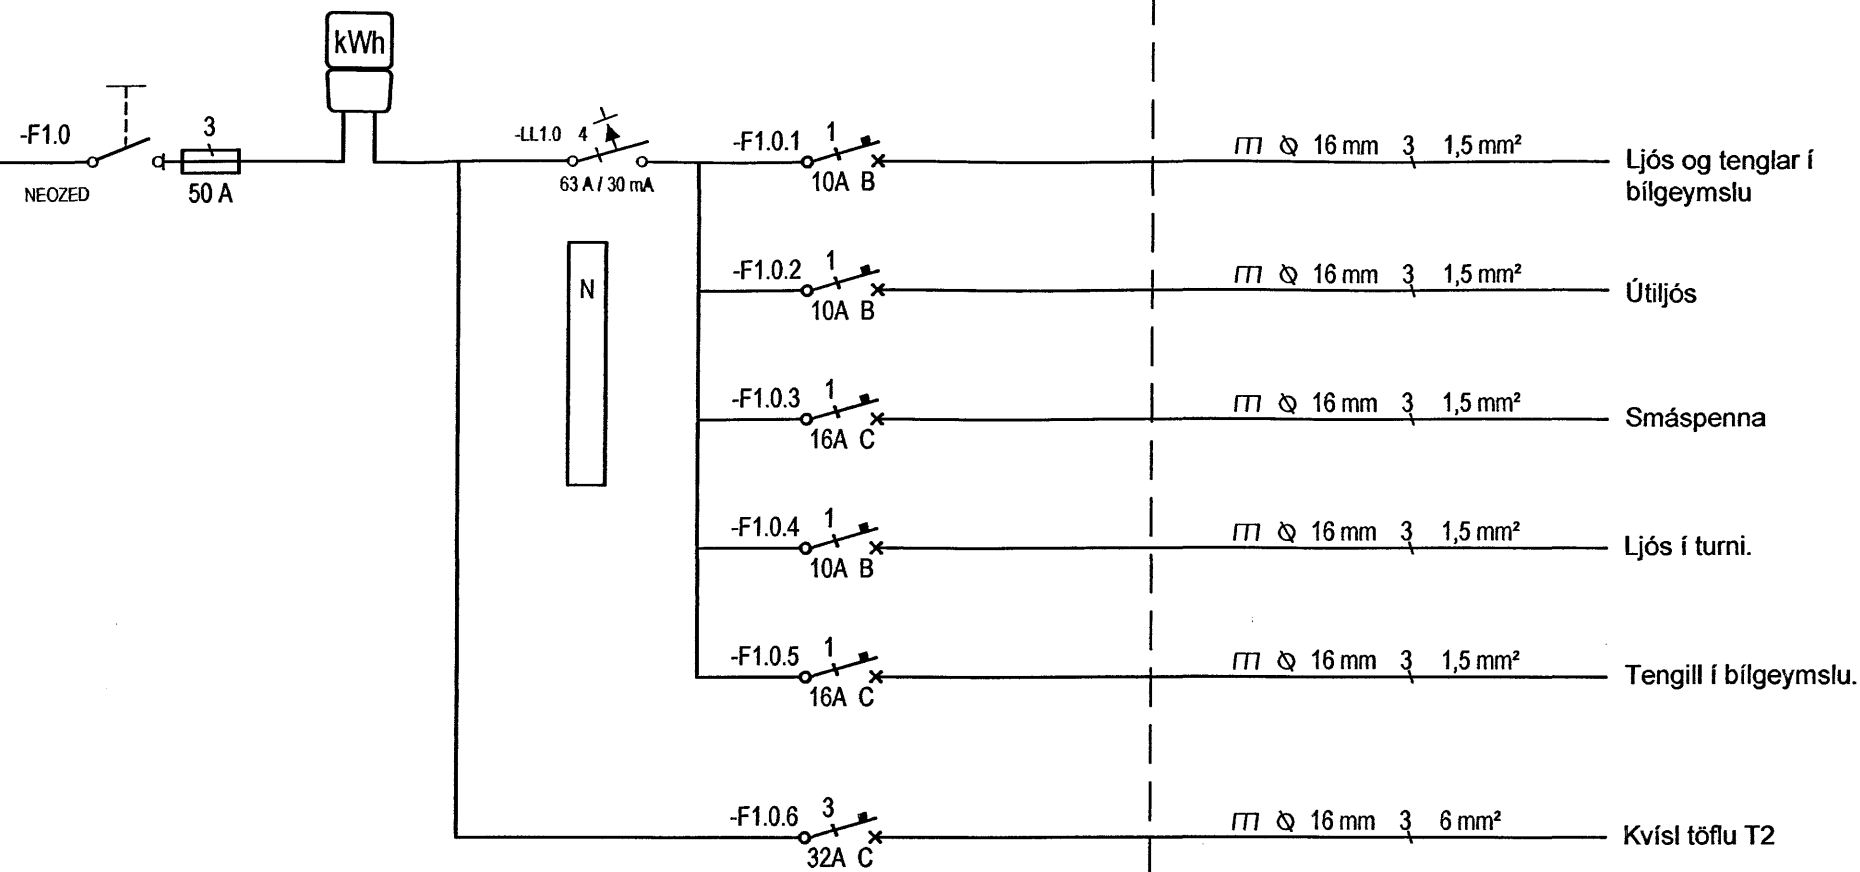 kWh
-F1.0
3
NEOZED
50 A
-LL1.0 4
63 A / 30 mA
N
-F1.0.1 1
10A B
16 mm 3 1,5 mm²
Ljós og tenglar í
bílgeymslu
-F1.0.2 1
10A B
16 mm 3 1,5 mm²
Útiljós
-F1.0.3 1
16A C
16 mm 3 1,5 mm²
Smáspenna
-F1.0.4 1
10A B
16 mm 3 1,5 mm²
Ljós í turni.
-F1.0.5 1
16A C
16 mm 3 1,5 mm²
Tengill í bílgeymslu.
-F1.0.6 3
32A C
16 mm 3 6 mm²
Kvísl töflu T2